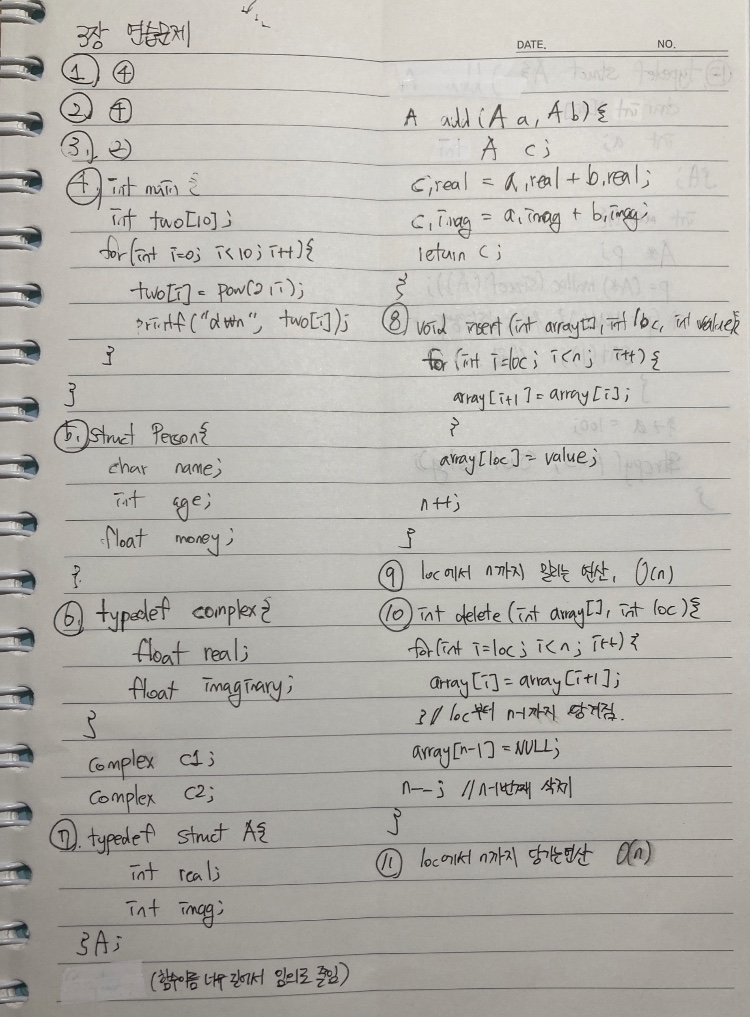 3장 연습문제
DATE. NO.
① ④
② ④
③ ②
④ int main {
int two[10];
for(int i=0; i<10; i++){
two[i] = pow(2,i);
printf("d\n", two[i]);
}
}
⑤ struct Person{
char name;
int age;
float money;
}
⑥ typedef complex{
float real;
float imaginary;
}
complex c1;
complex c2;
⑦ typedef struct A{
int real;
int imag;
}A;
(함수이름 너무 길어서 임의로 줄임)
A add(A a, A b){
A c;
c.real = a.real + b.real;
c.imag = a.imag + b.imag;
return c;
}
⑧ void insert (int array[], int loc, int value){
for (int i=loc; i<n; i++){
array[i+1] = array[i];
}
array[loc] = value;
n++;
}
⑨ loc에서 n까지 밀리는 연산, O(n)
⑩ int delete (int array[], int loc){
for(int i=loc; i<n; i++){
array[i] = array[i+1];
} // loc부터 n-1까지 당겨짐.
array[n-1] = NULL;
n--; // n-1번째 삭제
}
⑪ loc에서 n까지 당기는연산 O(n)